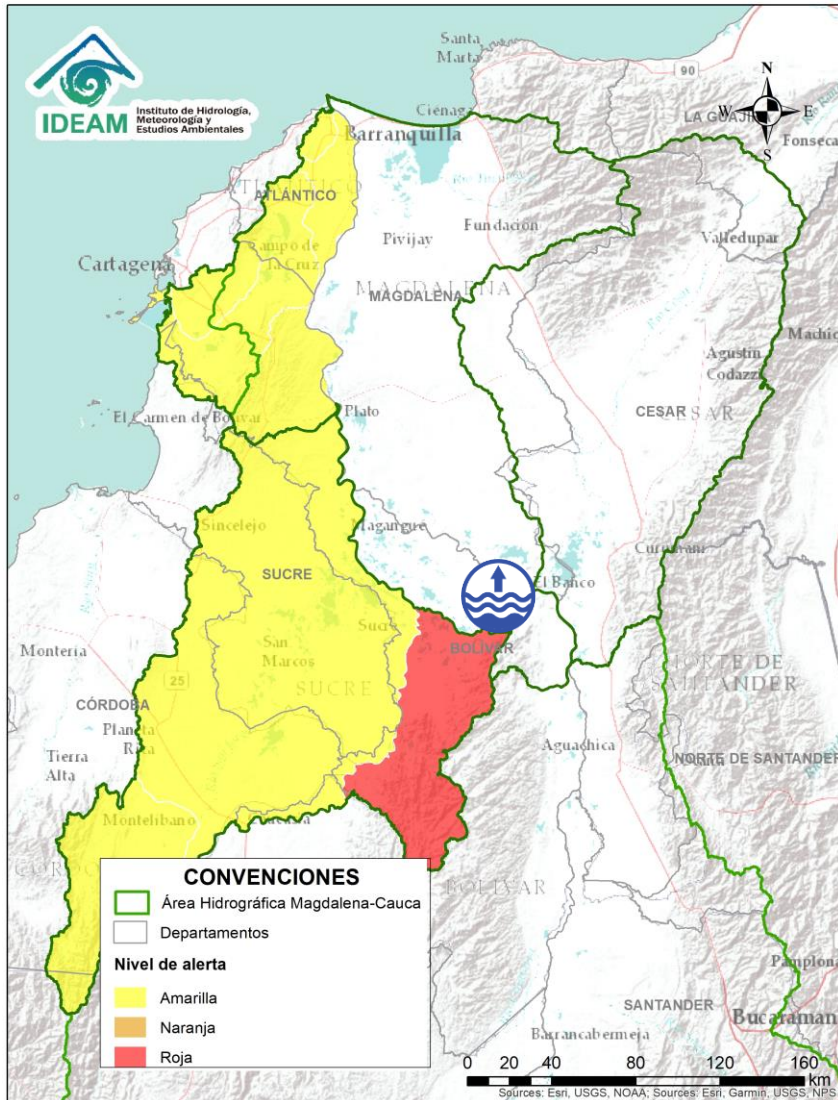 IDEAM
Instituto de Hidrología,
Meteorología y
Estudios Ambientales
Santa
Marta
90
N
W
E
S
LA GUAJI
Fonseca
Ciénaga
Barranquilla
ATLÁNTICO
Pivijay
Fundación
Valledupar
Cartagena
Campo de
la Cruz
MAGDALENA
MAGDALENA
Agustín
Codazzi
CESAR
CESAR
El Carmen de Bolívar
Plato
Sincelejo
Magangué
Curumaní
SUCRE
El Banco
Sucre
BOLÍVAR
Montería
San
Marcos
SUCRE
25
NORTE DE
SANTANDER
CÓRDOBA
Planeta
Rica
Tierra
Alta
Aguachica
NORTE DE SANTANDER
Montelíbano
BOLÍVAR
CONVENCIONES
Área Hidrográfica Magdalena-Cauca
Departamentos
Nivel de alerta
Amarilla
Naranja
Roja
Pamplona
SANTANDER
Bucaraman
Barrancabermeja
0 20 40 80 120 160
km
Sources: Esri, USGS, NOAA; Sources: Esri, Garmin, USGS, NPS